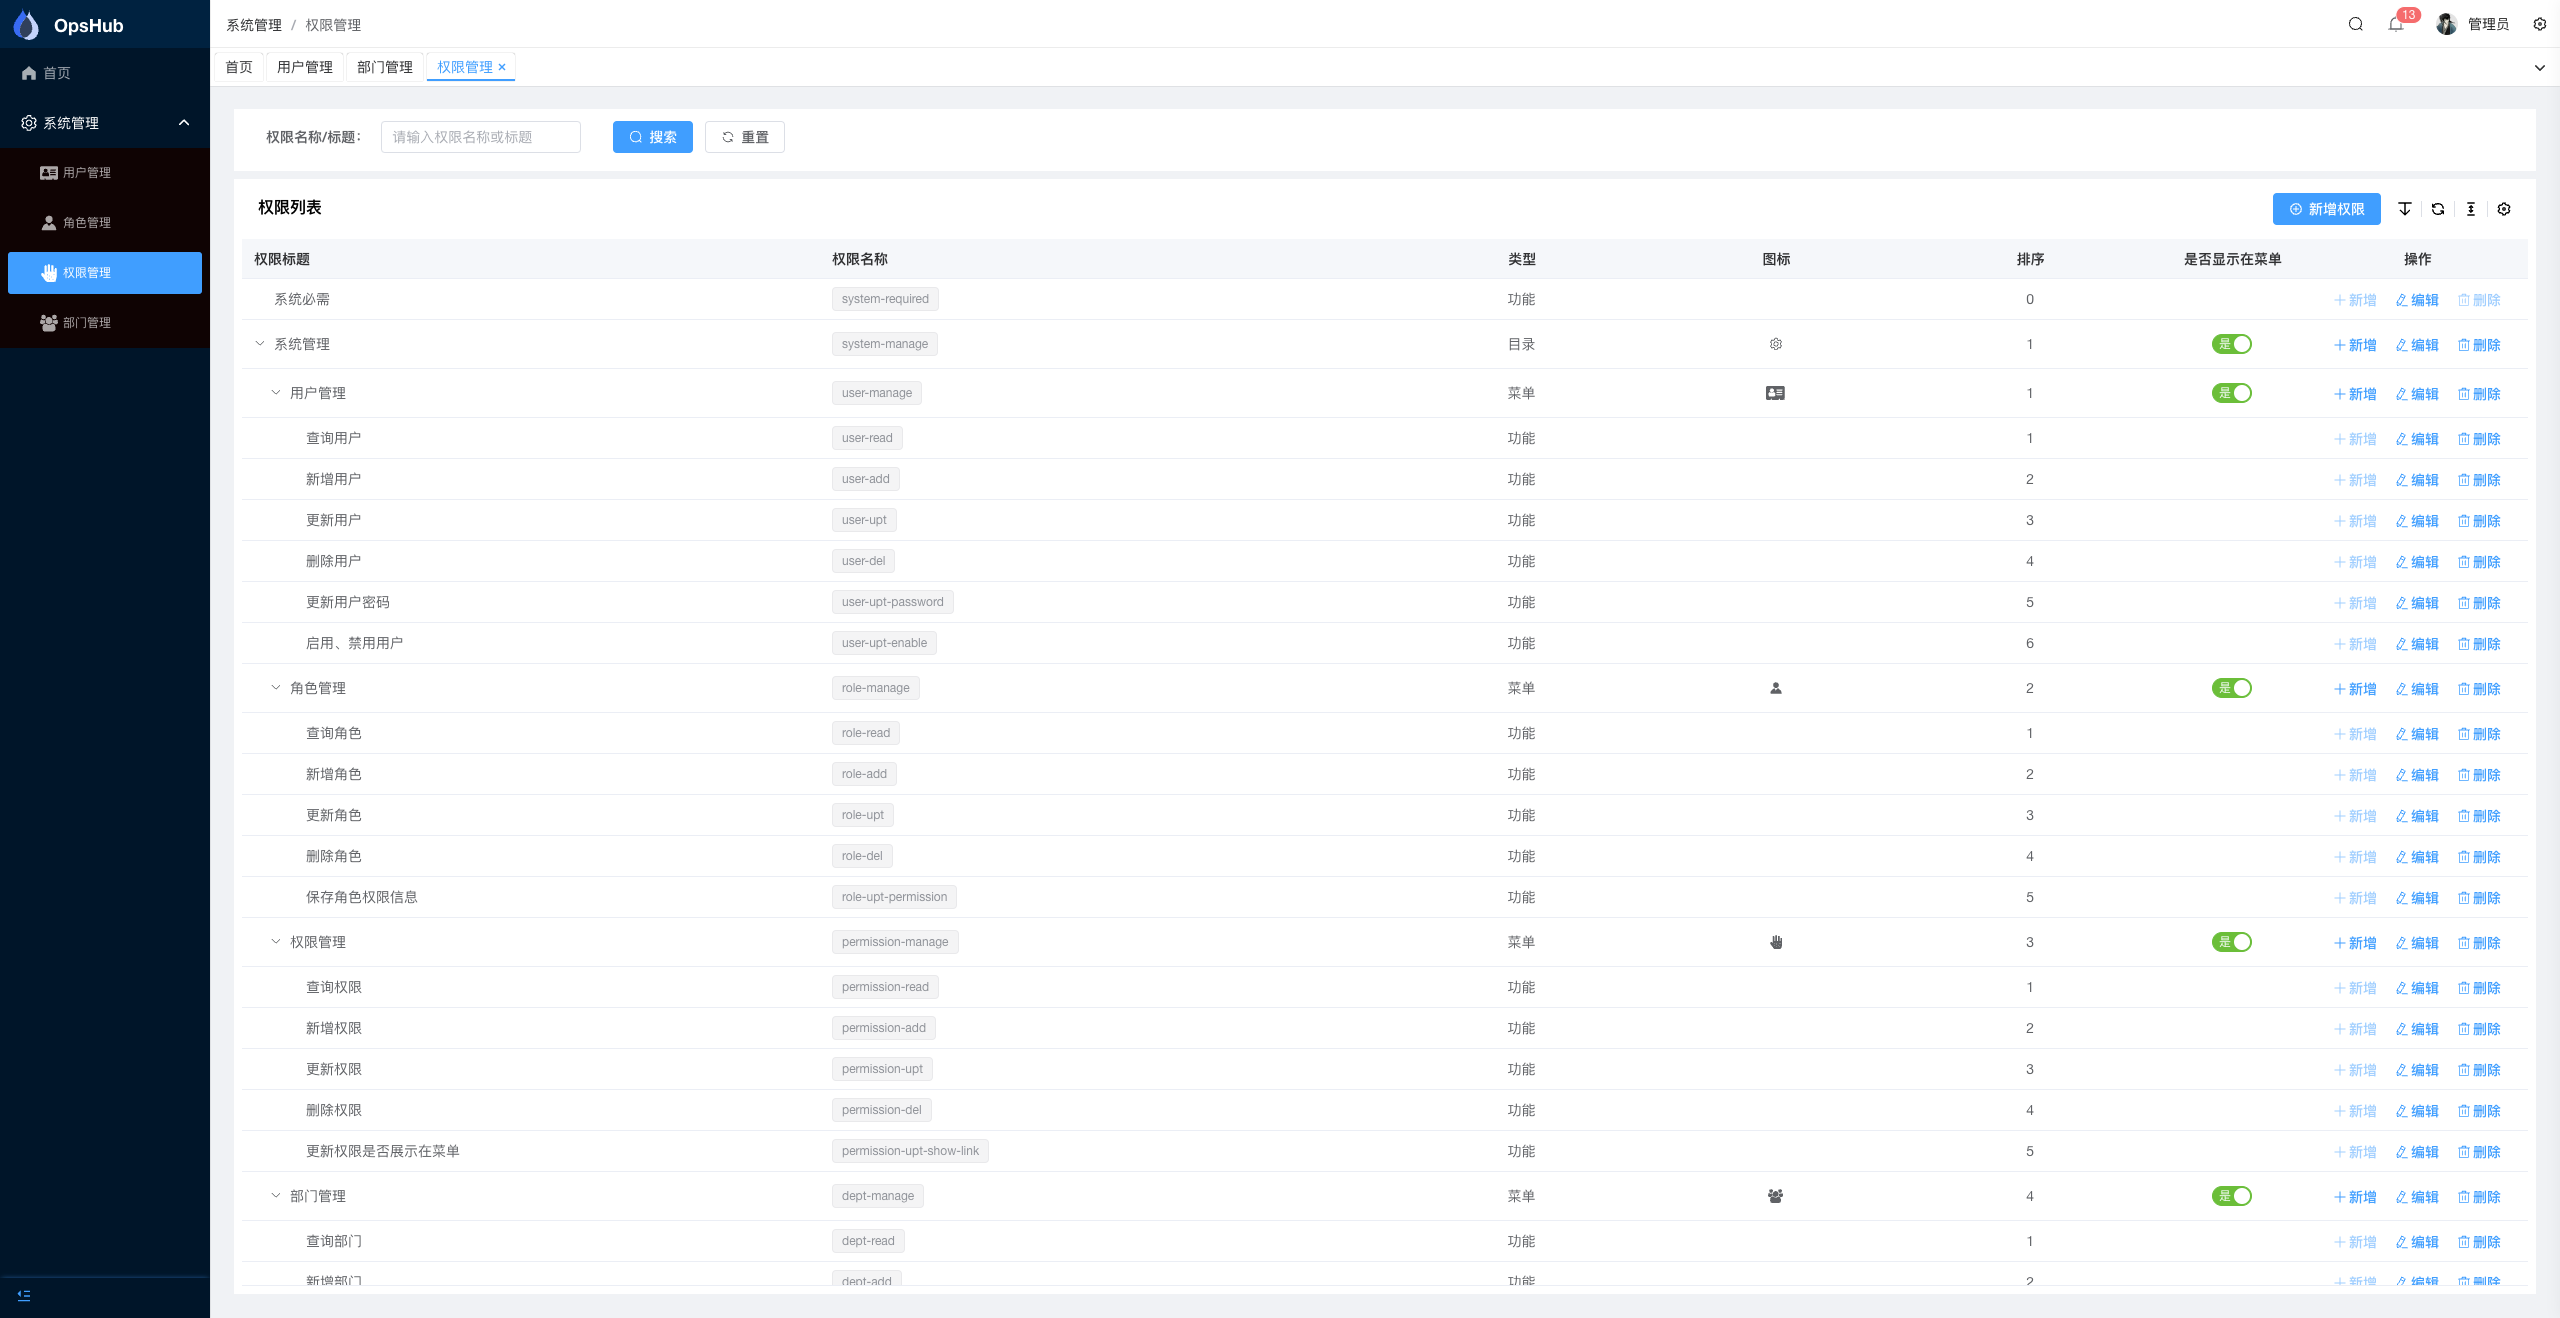 OpsHub
首页
系统管理
用户管理
角色管理
权限管理
部门管理
系统管理 / 权限管理
13
管理员
首页 用户管理 部门管理 权限管理 ×
权限名称/标题： 请输入权限名称或标题 搜索 重置
权限列表 新增权限
权限标题 权限名称 类型 图标 排序 是否显示在菜单 操作
系统必需 system-required 功能 0 新增 编辑 删除
系统管理 system-manage 目录 1 是 新增 编辑 删除
用户管理 user-manage 菜单 1 是 新增 编辑 删除
查询用户 user-read 功能 1 新增 编辑 删除
新增用户 user-add 功能 2 新增 编辑 删除
更新用户 user-upt 功能 3 新增 编辑 删除
删除用户 user-del 功能 4 新增 编辑 删除
更新用户密码 user-upt-password 功能 5 新增 编辑 删除
启用、禁用用户 user-upt-enable 功能 6 新增 编辑 删除
角色管理 role-manage 菜单 2 是 新增 编辑 删除
查询角色 role-read 功能 1 新增 编辑 删除
新增角色 role-add 功能 2 新增 编辑 删除
更新角色 role-upt 功能 3 新增 编辑 删除
删除角色 role-del 功能 4 新增 编辑 删除
保存角色权限信息 role-upt-permission 功能 5 新增 编辑 删除
权限管理 permission-manage 菜单 3 是 新增 编辑 删除
查询权限 permission-read 功能 1 新增 编辑 删除
新增权限 permission-add 功能 2 新增 编辑 删除
更新权限 permission-upt 功能 3 新增 编辑 删除
删除权限 permission-del 功能 4 新增 编辑 删除
更新权限是否展示在菜单 permission-upt-show-link 功能 5 新增 编辑 删除
部门管理 dept-manage 菜单 4 是 新增 编辑 删除
查询部门 dept-read 功能 1 新增 编辑 删除
新增部门 dept-add 功能 2 新增 编辑 删除